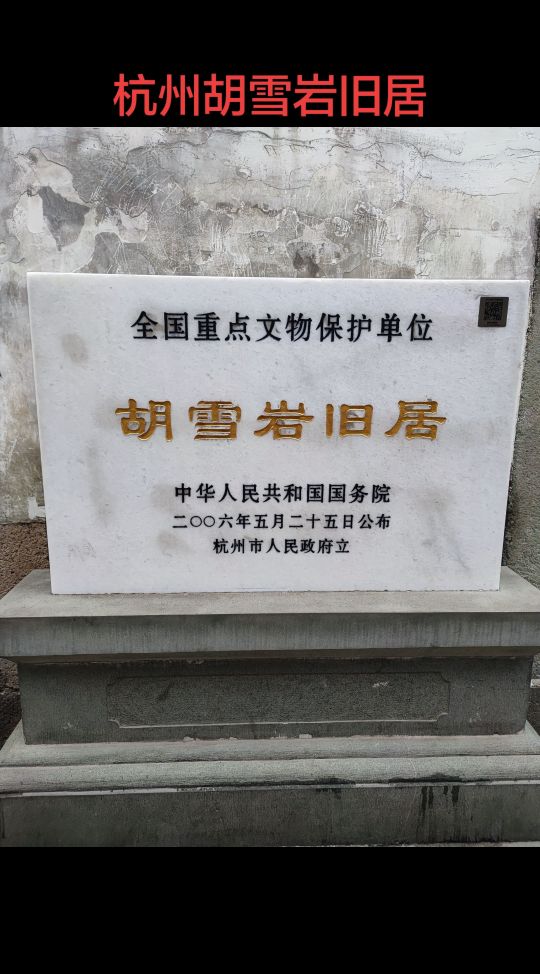 杭州胡雪岩旧居
全国重点文物保护单位
胡雪岩旧居
中华人民共和国国务院
二〇〇六年五月二十五日公布
杭州市人民政府立